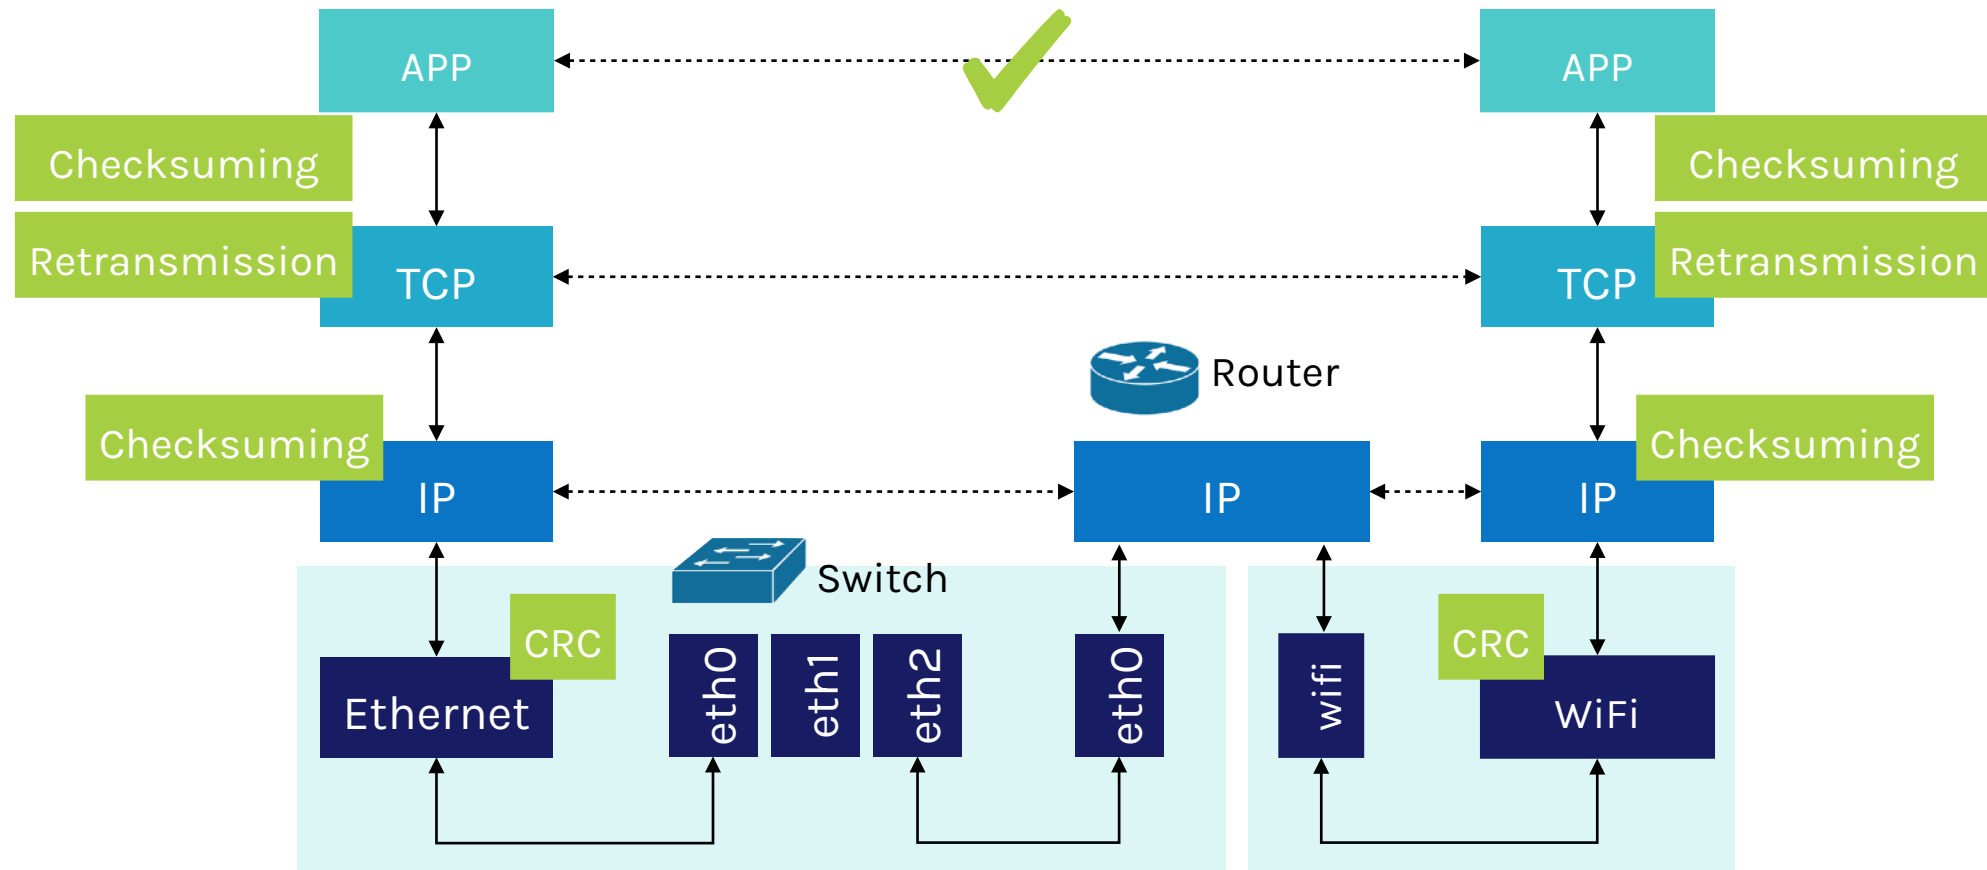 APP
APP
Checksuming
Checksuming
Retransmission
TCP
TCP
Retransmission
Router
Checksuming
Checksuming
IP
IP
IP
Switch
CRC
CRC
Ethernet
eth0
eth1
eth2
eth0
wifi
WiFi